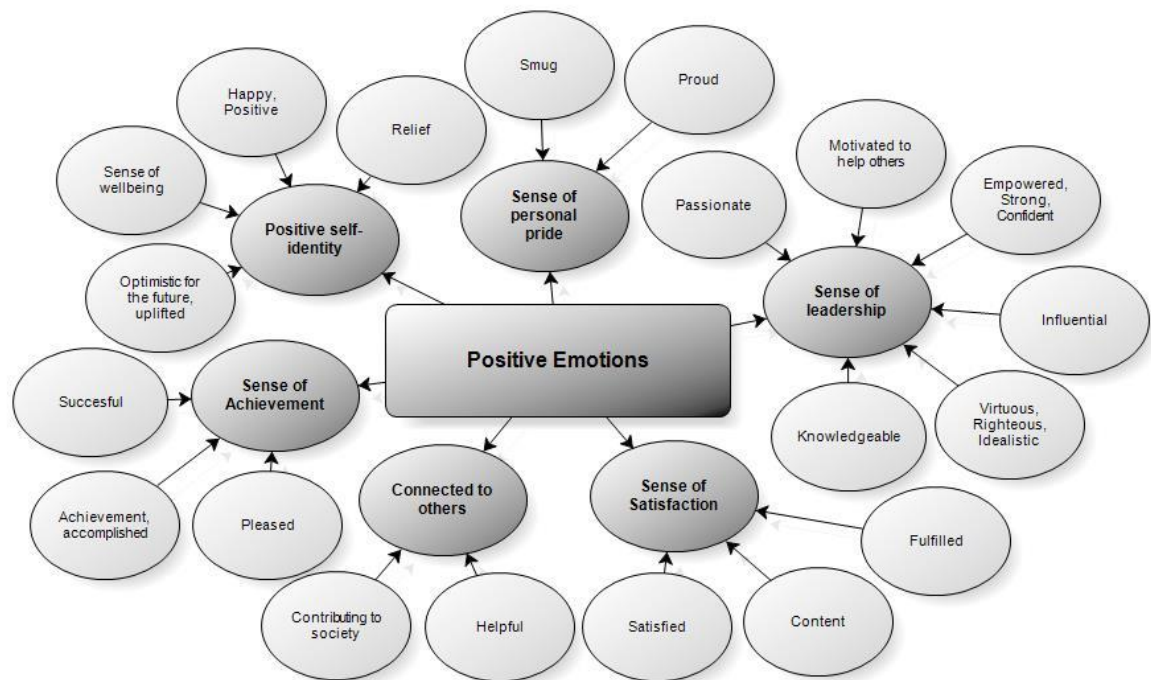 Smug
Proud
Happy,
Positive
Relief
Motivated to
help others
Sense of
wellbeing
Empowered,
Strong,
Confident
Passionate
Sense of
personal
pride
Positive self-
identity
Optimistic for
the future,
uplifted
Sense of
leadership
Influential
Positive Emotions
Sense of
Achievement
Succesful
Knowledgeable
Virtuous,
Righteous,
Idealistic
Connected to
others
Sense of
Satisfaction
Achievement,
accomplished
Pleased
Fulfilled
Contributing to
society
Helpful
Satisfied
Content